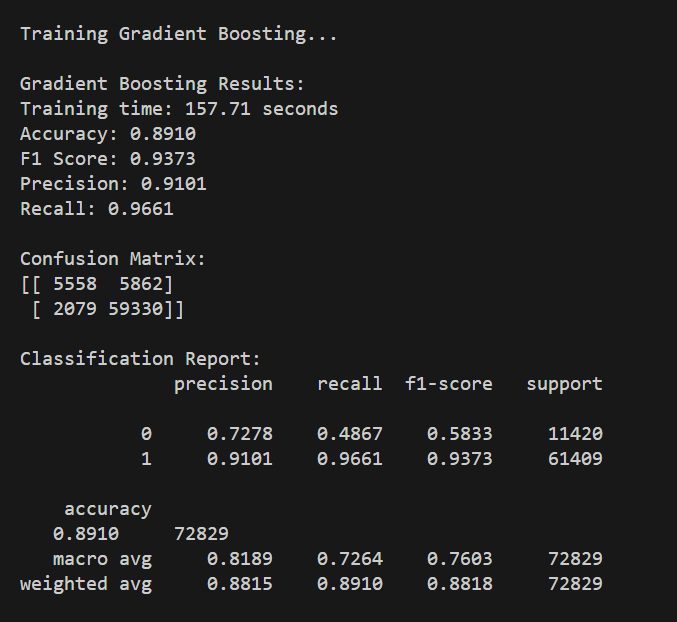 Training Gradient Boosting...

Gradient Boosting Results:
Training time: 157.71 seconds
Accuracy: 0.8910
F1 Score: 0.9373
Precision: 0.9101
Recall: 0.9661

Confusion Matrix:
[[ 5558  5862]
 [ 2079 59330]]

Classification Report:
              precision    recall  f1-score   support

           0     0.7278    0.4867    0.5833     11420
           1     0.9101    0.9661    0.9373     61409

    accuracy
   0.8910     72829
   macro avg     0.8189    0.7264    0.7603     72829
weighted avg     0.8815    0.8910    0.8818     72829